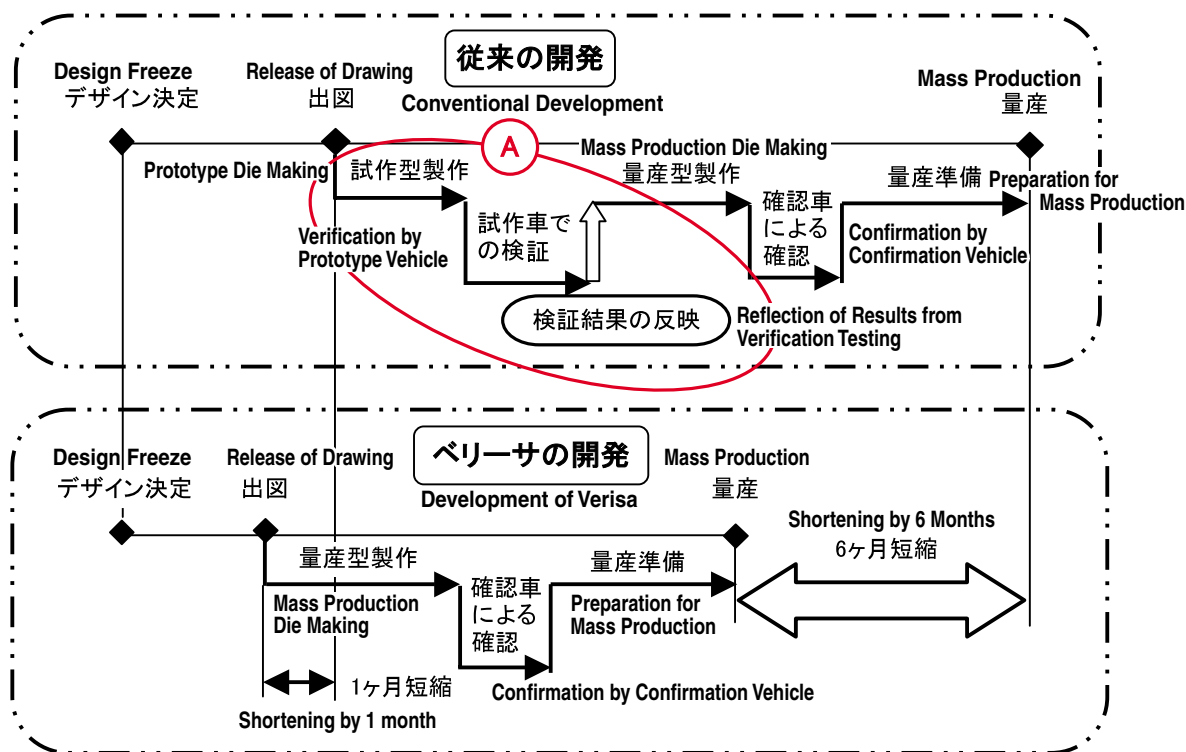 従来の開発
Conventional Development
Design Freeze
デザイン決定
Release of Drawing
出図
Mass Production
量産
A
Prototype Die Making
試作型製作
Mass Production Die Making
量産型製作
量産準備
Preparation for
Mass Production
Verification by
Prototype Vehicle
試作車で
の検証
確認車
による
確認
Confirmation by
Confirmation Vehicle
検証結果の反映
Reflection of Results from
Verification Testing
ベリーサの開発
Development of Verisa
Design Freeze
デザイン決定
Release of Drawing
出図
Mass Production
量産
Shortening by 6 Months
6ヶ月短縮
量産型製作
Mass Production
Die Making
確認車
による
確認
量産準備
Preparation for
Mass Production
1ヶ月短縮
Shortening by 1 month
Confirmation by Confirmation Vehicle